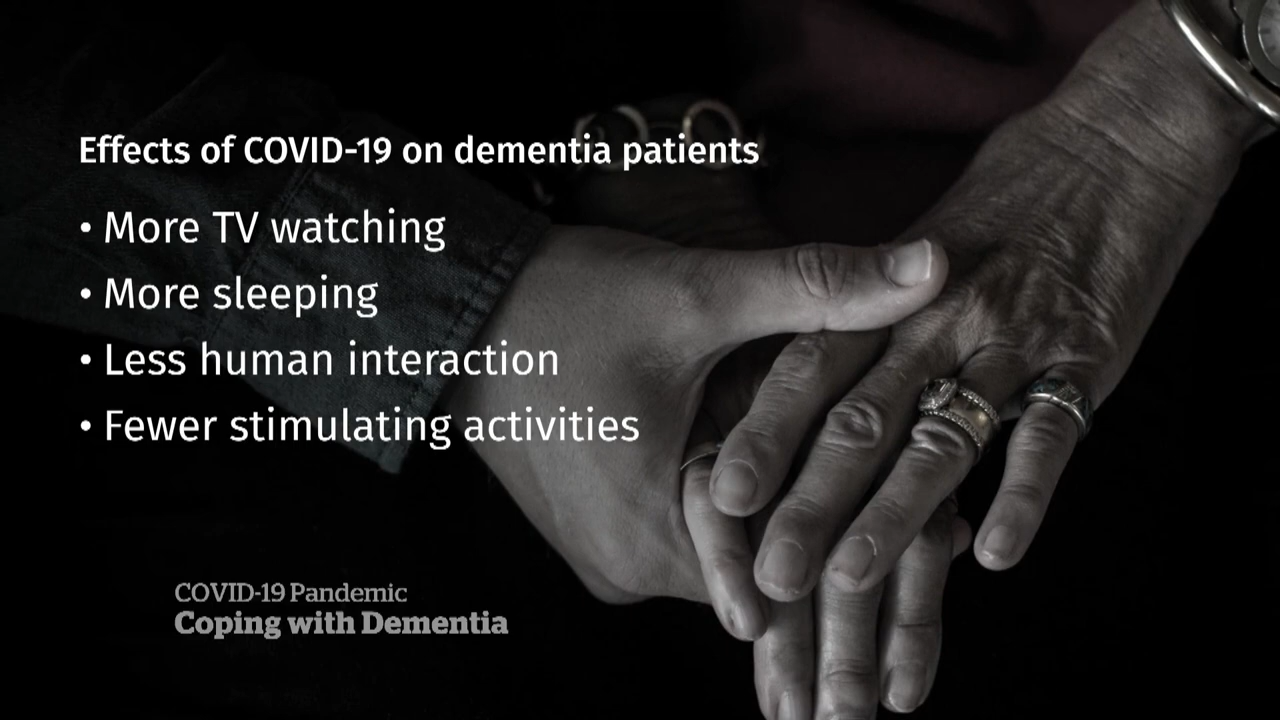 Effects of COVID-19 on dementia patients
• More TV watching
• More sleeping
• Less human interaction
• Fewer stimulating activities
COVID-19 Pandemic
Coping with Dementia